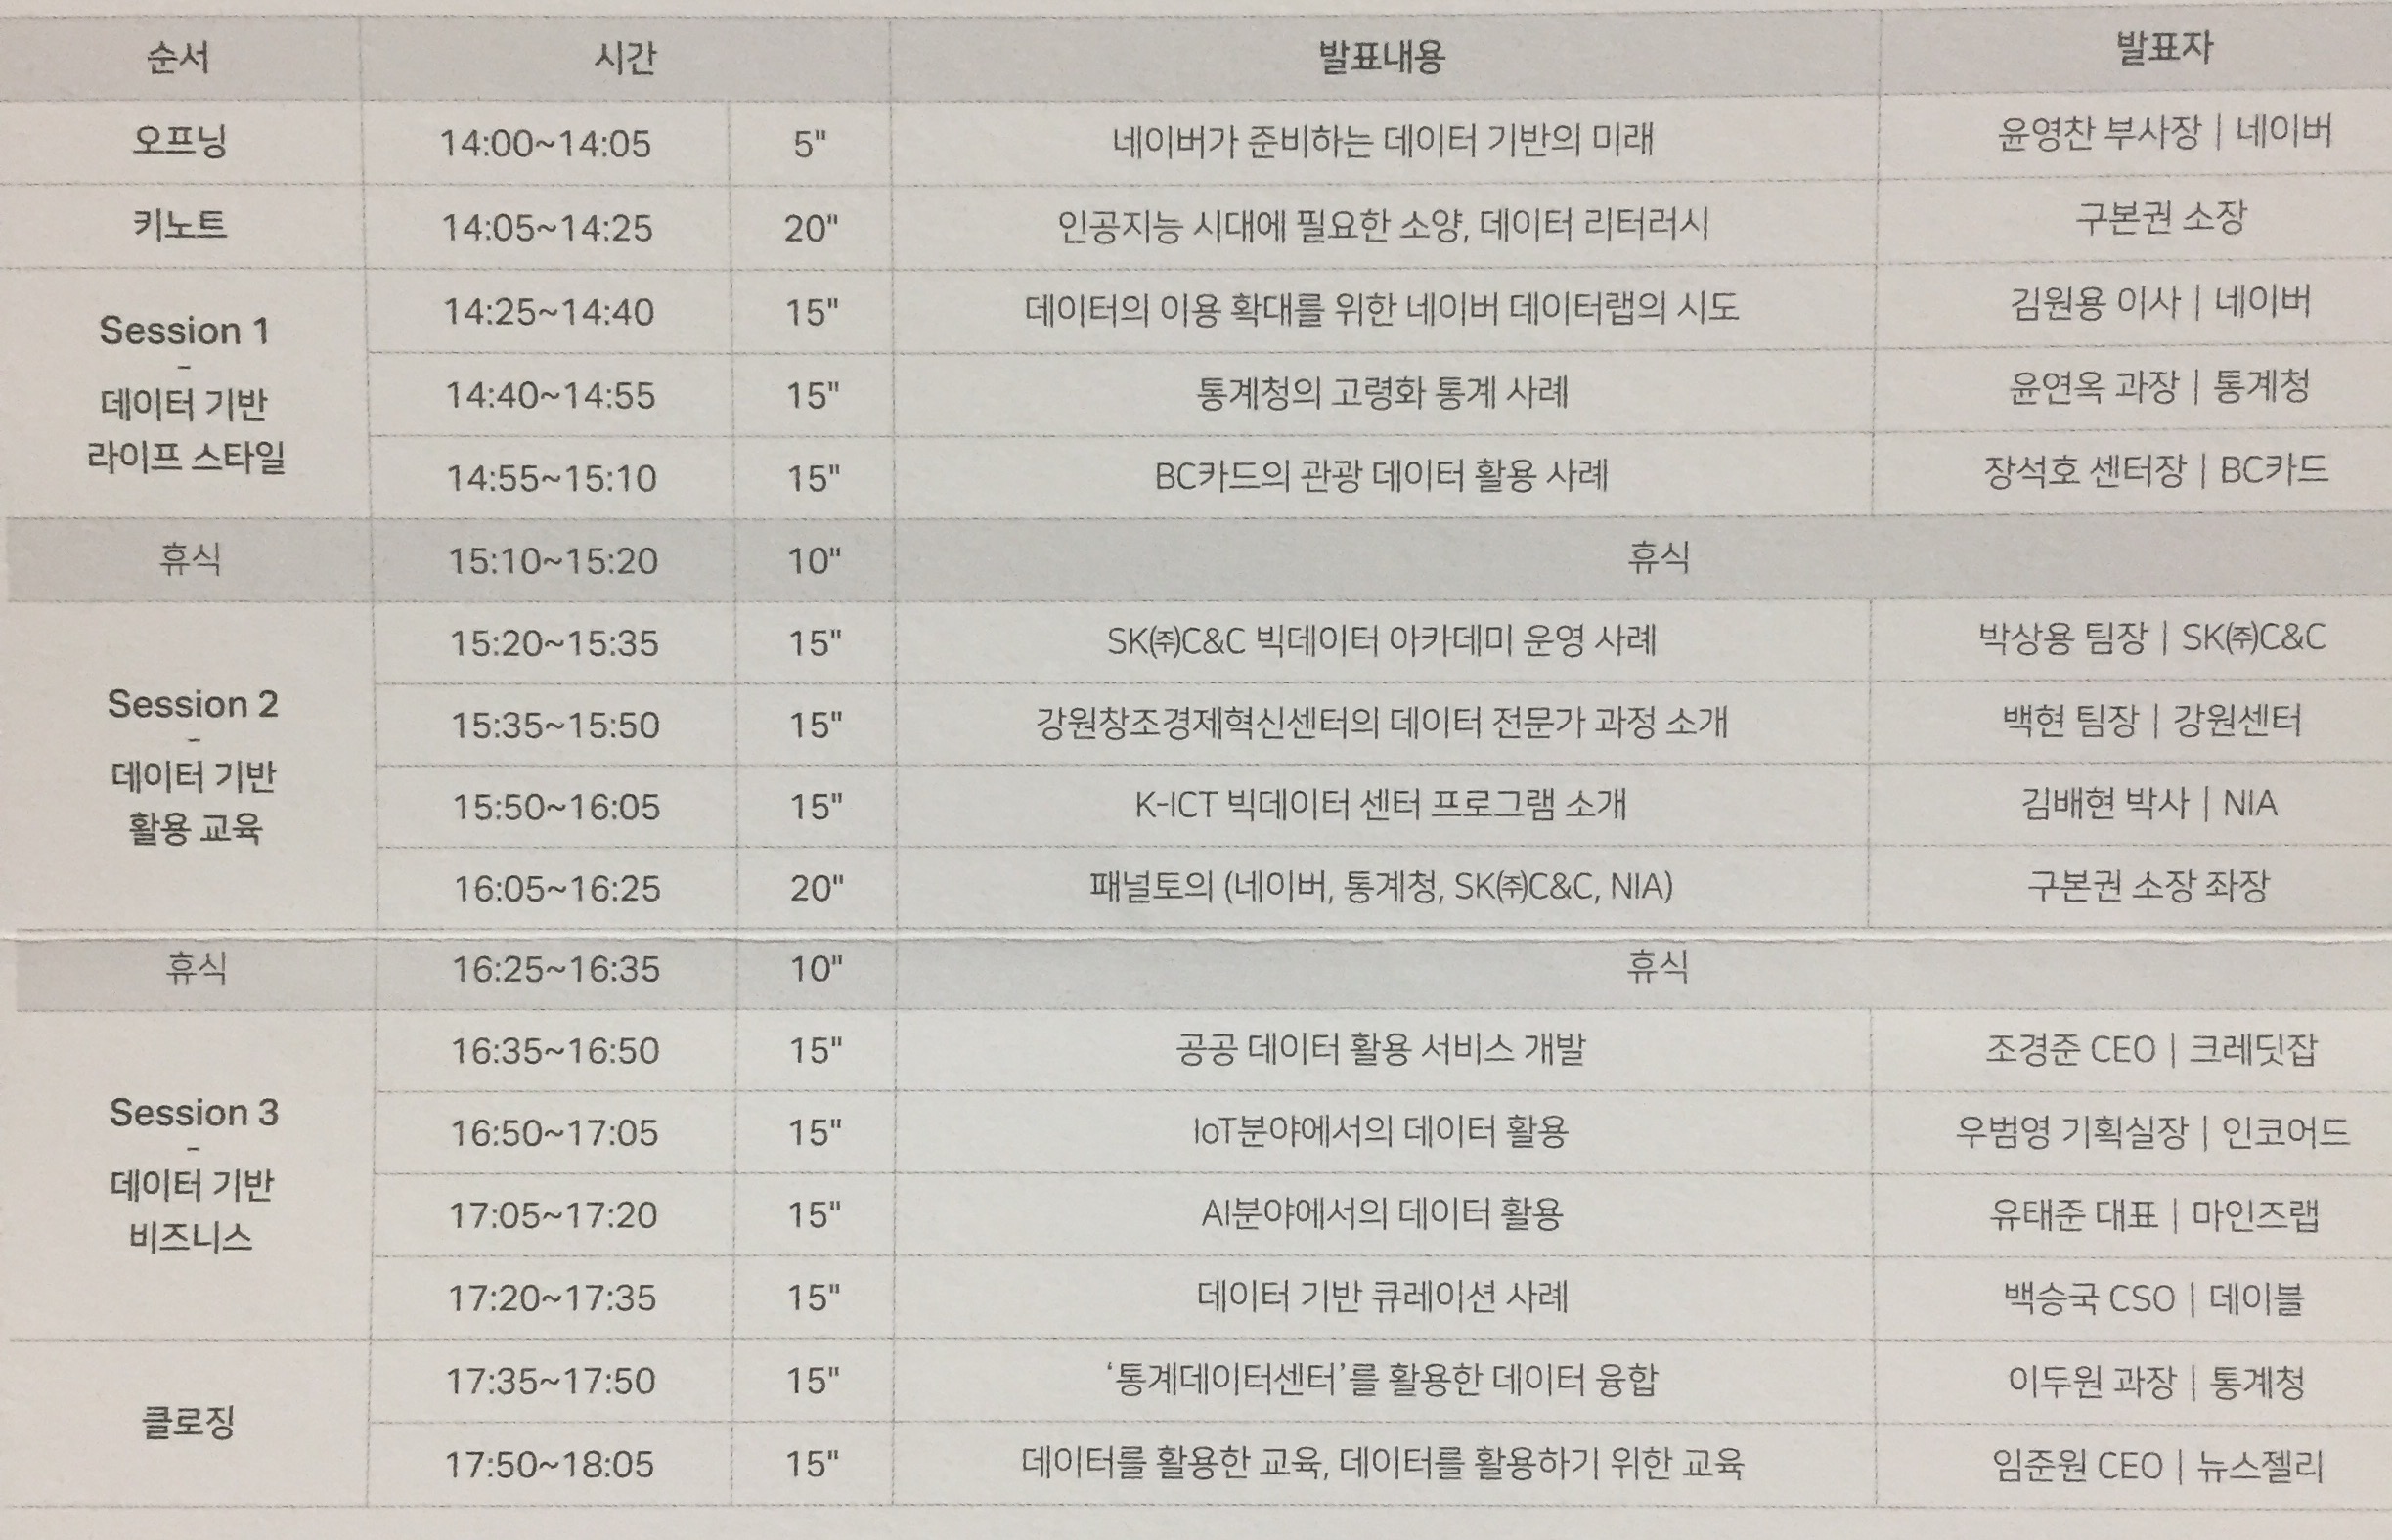 순서 시간 발표내용 발표자
오프닝 14:00~14:05 5" 네이버가 준비하는 데이터 기반의 미래 윤영찬 부사장 | 네이버
키노트 14:05~14:25 20" 인공지능 시대에 필요한 소양, 데이터 리터러시 구본권 소장
Session 1
-
데이터 기반
라이프 스타일
14:25~14:40 15" 데이터의 이용 확대를 위한 네이버 데이터랩의 시도 김원용 이사 | 네이버
14:40~14:55 15" 통계청의 고령화 통계 사례 윤연옥 과장 | 통계청
14:55~15:10 15" BC카드의 관광 데이터 활용 사례 장석호 센터장 | BC카드
휴식 15:10~15:20 10" 휴식
Session 2
-
데이터 기반
활용 교육
15:20~15:35 15" SK㈜C&C 빅데이터 아카데미 운영 사례 박상용 팀장 | SK㈜C&C
15:35~15:50 15" 강원창조경제혁신센터의 데이터 전문가 과정 소개 백현 팀장 | 강원센터
15:50~16:05 15" K-ICT 빅데이터 센터 프로그램 소개 김배현 박사 | NIA
16:05~16:25 20" 패널토의 (네이버, 통계청, SK㈜C&C, NIA) 구본권 소장 좌장
휴식 16:25~16:35 10" 휴식
Session 3
-
데이터 기반
비즈니스
16:35~16:50 15" 공공 데이터 활용 서비스 개발 조경준 CEO | 크레딧잡
16:50~17:05 15" IoT분야에서의 데이터 활용 우범영 기획실장 | 인코어드
17:05~17:20 15" AI분야에서의 데이터 활용 유태준 대표 | 마인즈랩
17:20~17:35 15" 데이터 기반 큐레이션 사례 백승국 CSO | 데이블
클로징
17:35~17:50 15" ‘통계데이터센터’를 활용한 데이터 융합 이두원 과장 | 통계청
17:50~18:05 15" 데이터를 활용한 교육, 데이터를 활용하기 위한 교육 임준원 CEO | 뉴스젤리